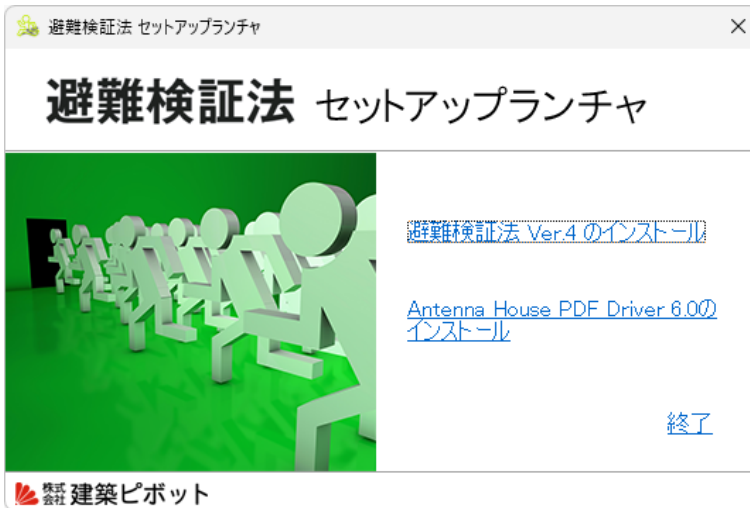 避難検証法 セットアップランチャ
避難検証法 セットアップランチャ
避難検証法 Ver.4 のインストール
Antenna House PDF Driver 6.0の
インストール
終了
株式会社 建築ピボット